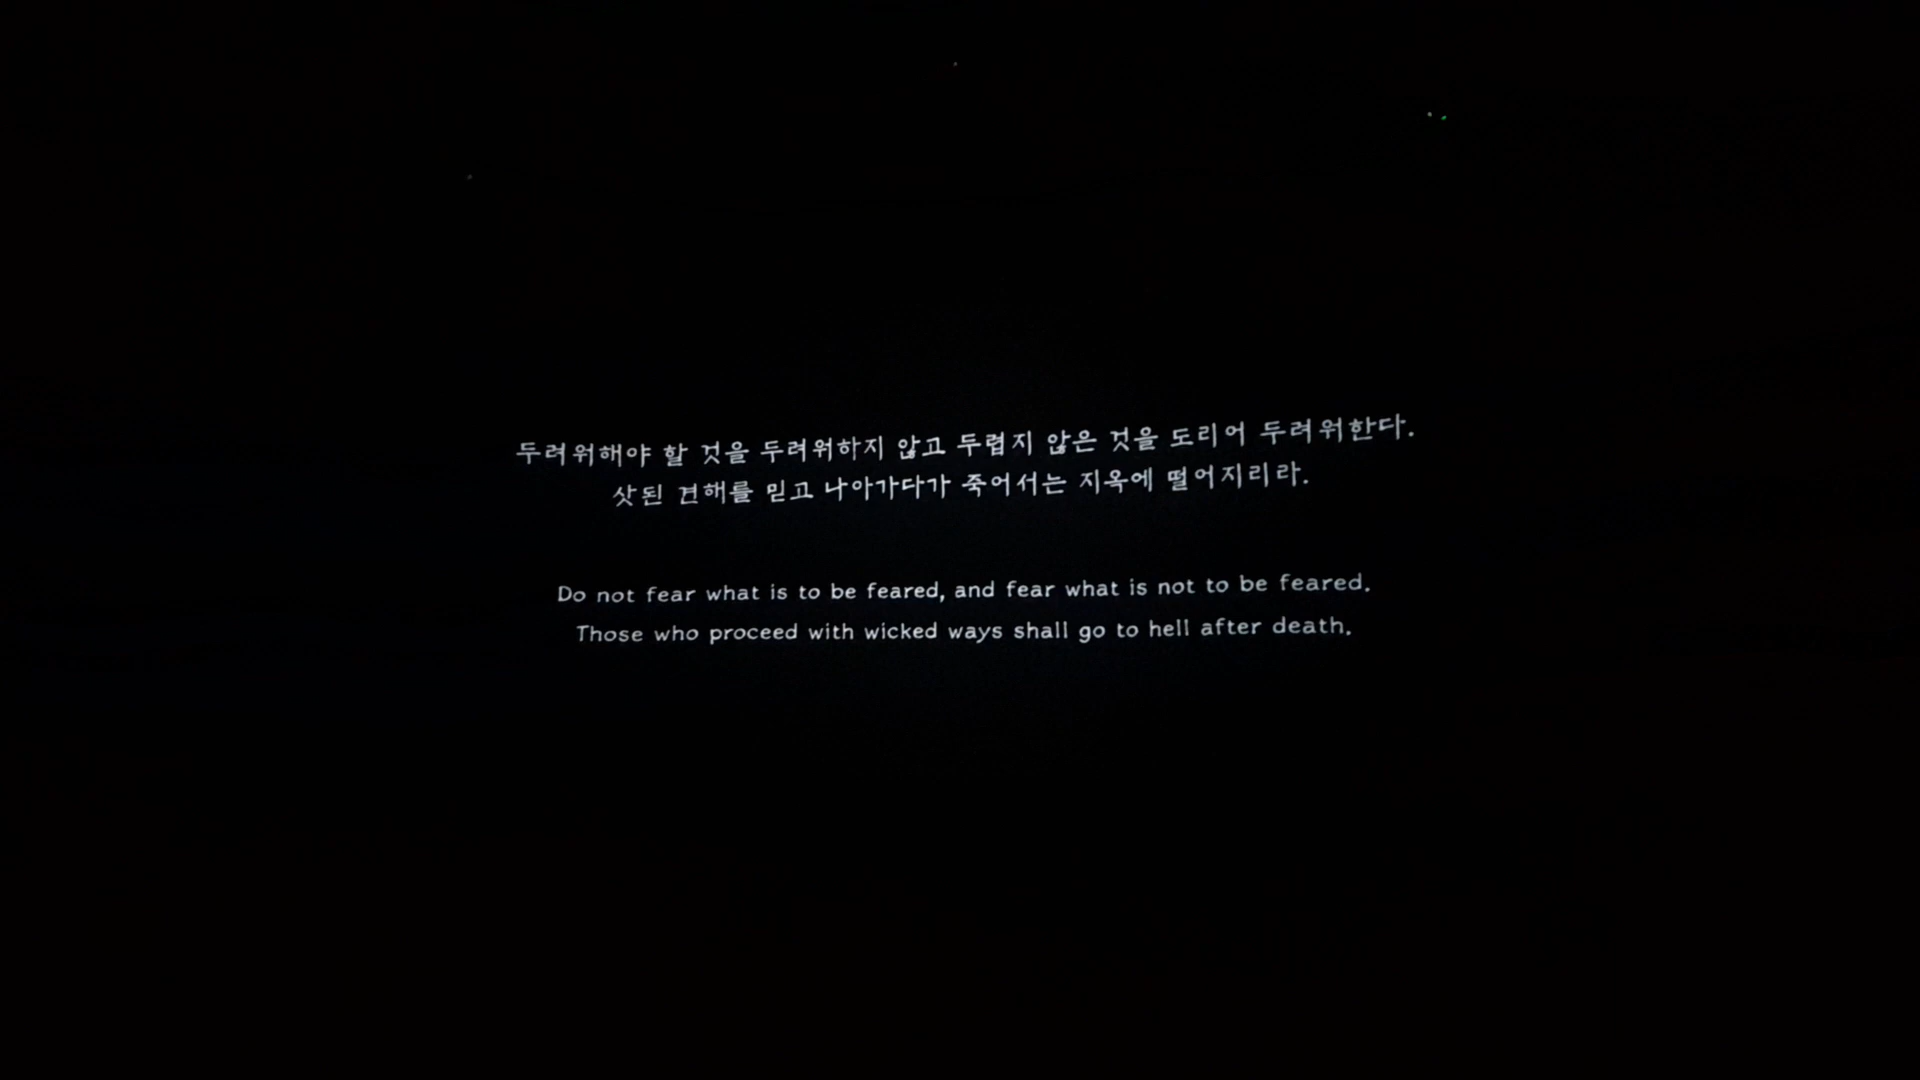 두려워해야 할 것을 두려워하지 않고 두렵지 않은 것을 도리어 두려워한다.
삿된 견해를 믿고 나아가다가 죽어서는 지옥에 떨어지리라.
Do not fear what is to be feared, and fear what is not to be feared.
Those who proceed with wicked ways shall go to hell after death.